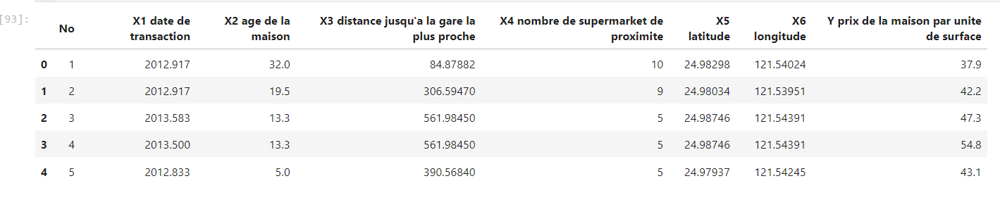 [93]:
No X1 date de transaction X2 age de la maison X3 distance jusqu'a la gare la plus proche X4 nombre de supermarket de proximite X5 latitude X6 longitude Y prix de la maison par unite de surface
0 1 2012.917 32.0 84.87882 10 24.98298 121.54024 37.9
1 2 2012.917 19.5 306.59470 9 24.98034 121.53951 42.2
2 3 2013.583 13.3 561.98450 5 24.98746 121.54391 47.3
3 4 2013.500 13.3 561.98450 5 24.98746 121.54391 54.8
4 5 2012.833 5.0 390.56840 5 24.97937 121.54245 43.1